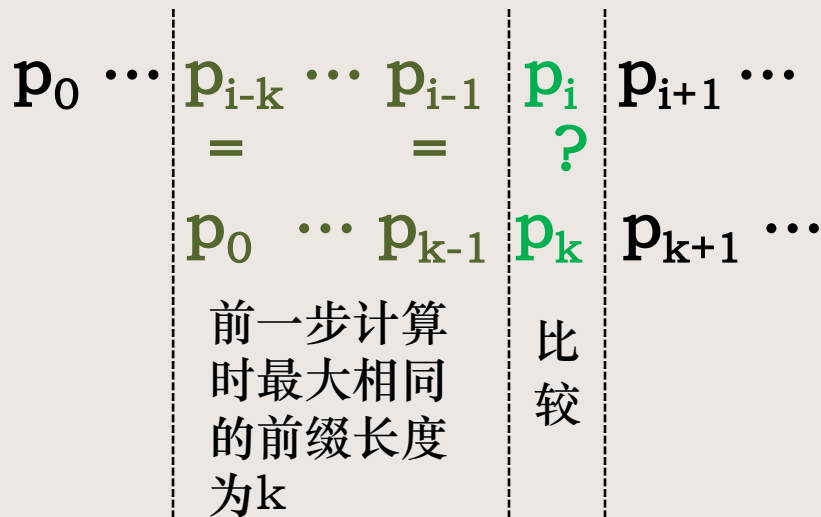 p₀ ··· pᵢ₋ₖ ··· pᵢ₋₁ pᵢ pᵢ₊₁ ···
= = ?
p₀ ··· pₖ₋₁ pₖ pₖ₊₁ ···
前一步计算
时最大相同
的前缀长度
为k
比
较